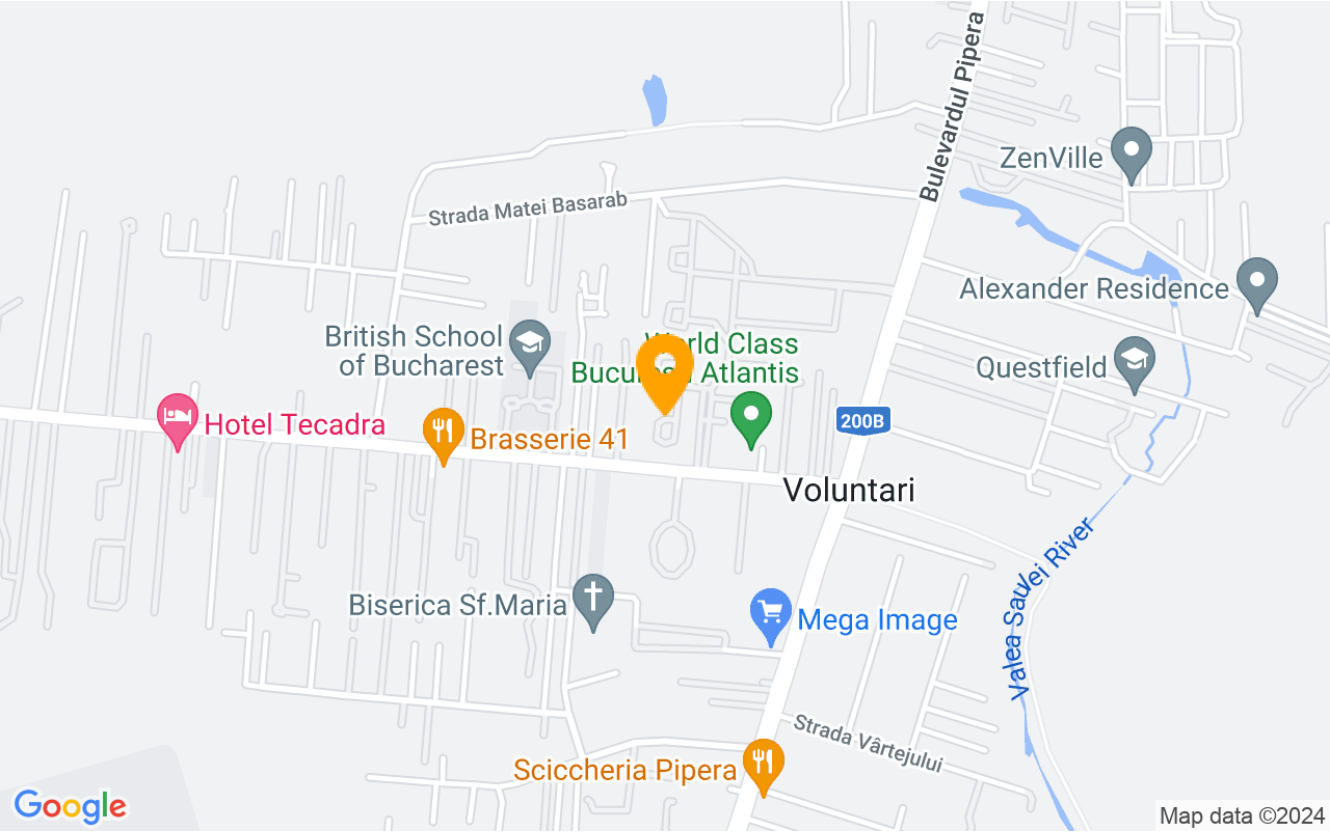 Bulevardul Pipera
ZenVille
Strada Matei Basarab
Alexander Residence
British School
of Bucharest
World Class
București Atlantis
Questfield
Hotel Tecadra
Brasserie 41
200B
Voluntari
Valea Saulei River
Biserica Sf.Maria
Mega Image
Strada Vârtejului
Sciccheria Pipera
Google
Map data ©2024